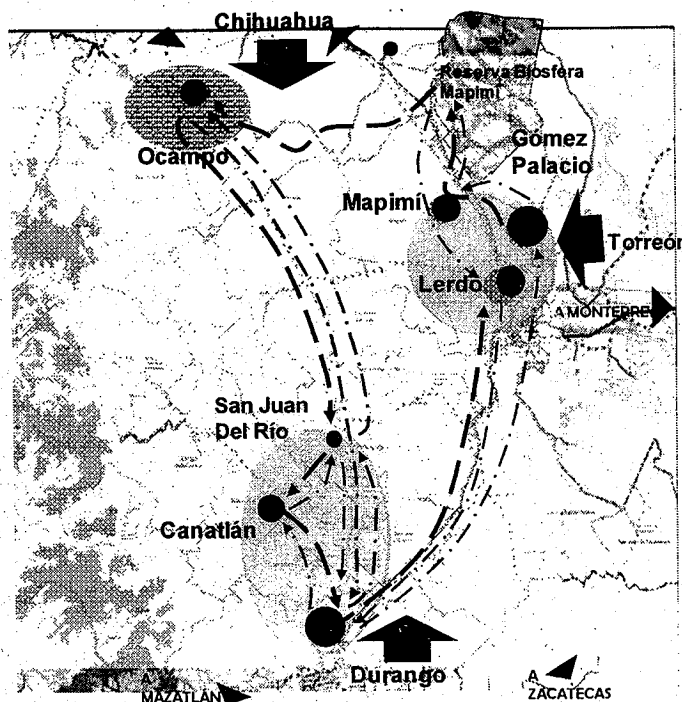 Chihuahua
Reserva Biosfera
Mapimí
Ocampo
Gómez
Palacio
Mapimí
Torreón
Lerdo
A MONTERREY
San Juan
Del Río
Canatlán
Durango
A
MAZATLÁN
A
ZACATECAS